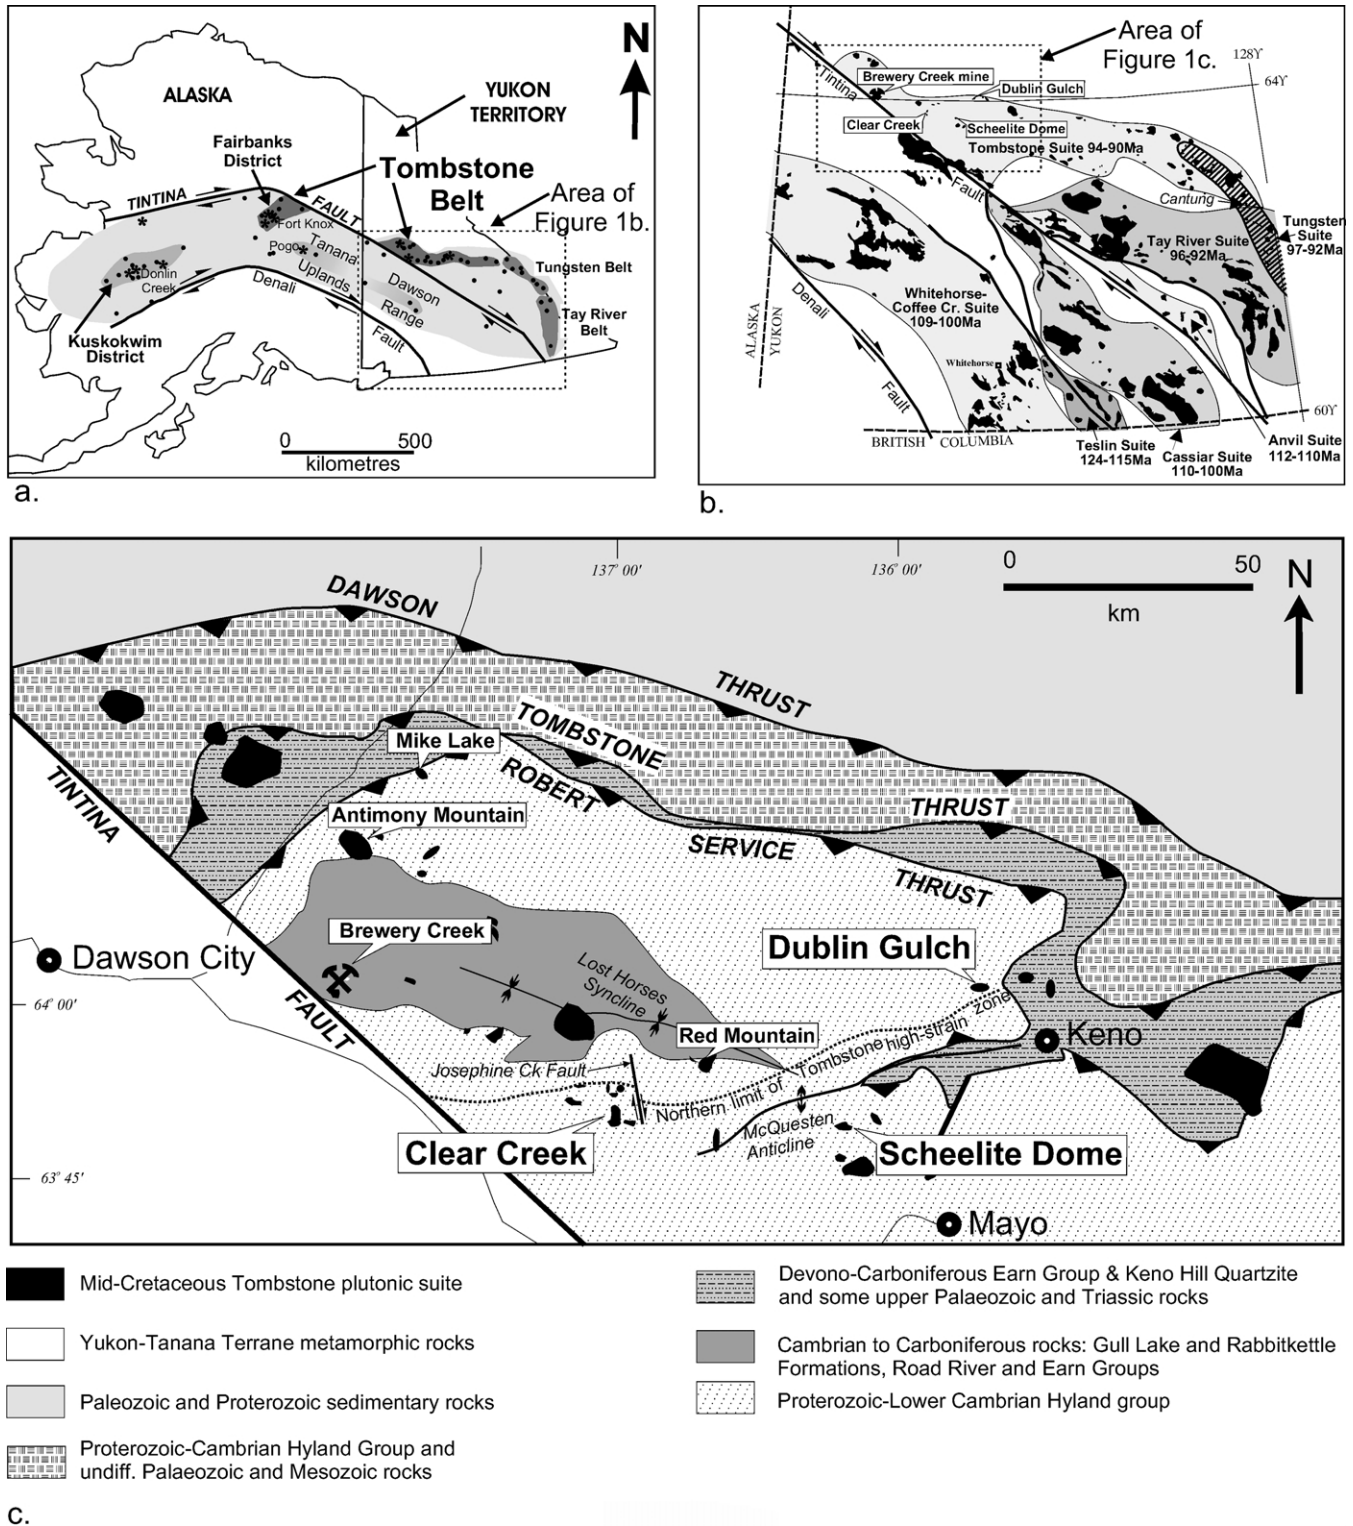 ALASKA
YUKON
TERRITORY
N
Fairbanks
District
Tombstone
Belt
Area of
Figure 1b.
TINTINA
FAULT
Fort Knox
Pogo
Tanana
Uplands
Donlin
Creek
Denali
Fault
Dawson
Range
Tungsten Belt
Tay River
Belt
Kuskokwim
District
0 500
kilometres
a.
Area of
Figure 1c.
128ϒ
64ϒ
Tintina
Brewery Creek mine
Dublin Gulch
Clear Creek
Scheelite Dome
Tombstone Suite 94-90Ma
Fault
Cantung
Tungsten
Suite
97-92Ma
Tay River Suite
96-92Ma
Whitehorse-
Coffee Cr. Suite
109-100Ma
ALASKA
YUKON
Denali
Fault
Whitehorse
60ϒ
BRITISH COLUMBIA
Teslin Suite
124-115Ma
Cassiar Suite
110-100Ma
Anvil Suite
112-110Ma
b.
137° 00'
136° 00'
0 50
km
N
DAWSON
THRUST
TOMBSTONE
THRUST
Mike Lake
ROBERT
SERVICE
THRUST
TINTINA
FAULT
Antimony Mountain
Brewery Creek
Dawson City
64° 00'
Lost Horses
Syncline
Dublin Gulch
Red Mountain
Keno
Josephine Ck Fault
Northern limit of Tombstone high-strain zone
McQuesten
Anticline
Clear Creek
Scheelite Dome
63° 45'
Mayo
Mid-Cretaceous Tombstone plutonic suite
Yukon-Tanana Terrane metamorphic rocks
Paleozoic and Proterozoic sedimentary rocks
Proterozoic-Cambrian Hyland Group and
undiff. Palaeozoic and Mesozoic rocks
Devono-Carboniferous Earn Group & Keno Hill Quartzite
and some upper Palaeozoic and Triassic rocks
Cambrian to Carboniferous rocks: Gull Lake and Rabbitkettle
Formations, Road River and Earn Groups
Proterozoic-Lower Cambrian Hyland group
c.